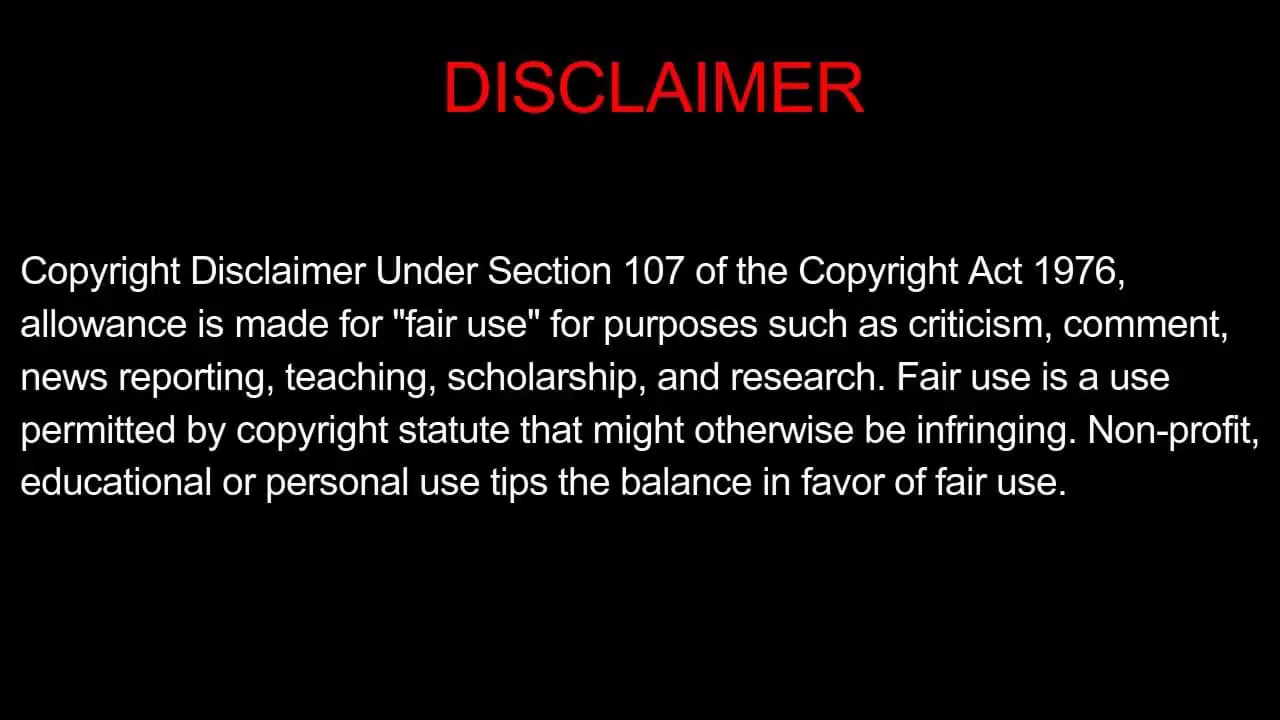 DISCLAIMER
Copyright Disclaimer Under Section 107 of the Copyright Act 1976,
allowance is made for "fair use" for purposes such as criticism, comment,
news reporting, teaching, scholarship, and research. Fair use is a use
permitted by copyright statute that might otherwise be infringing. Non-profit,
educational or personal use tips the balance in favor of fair use.